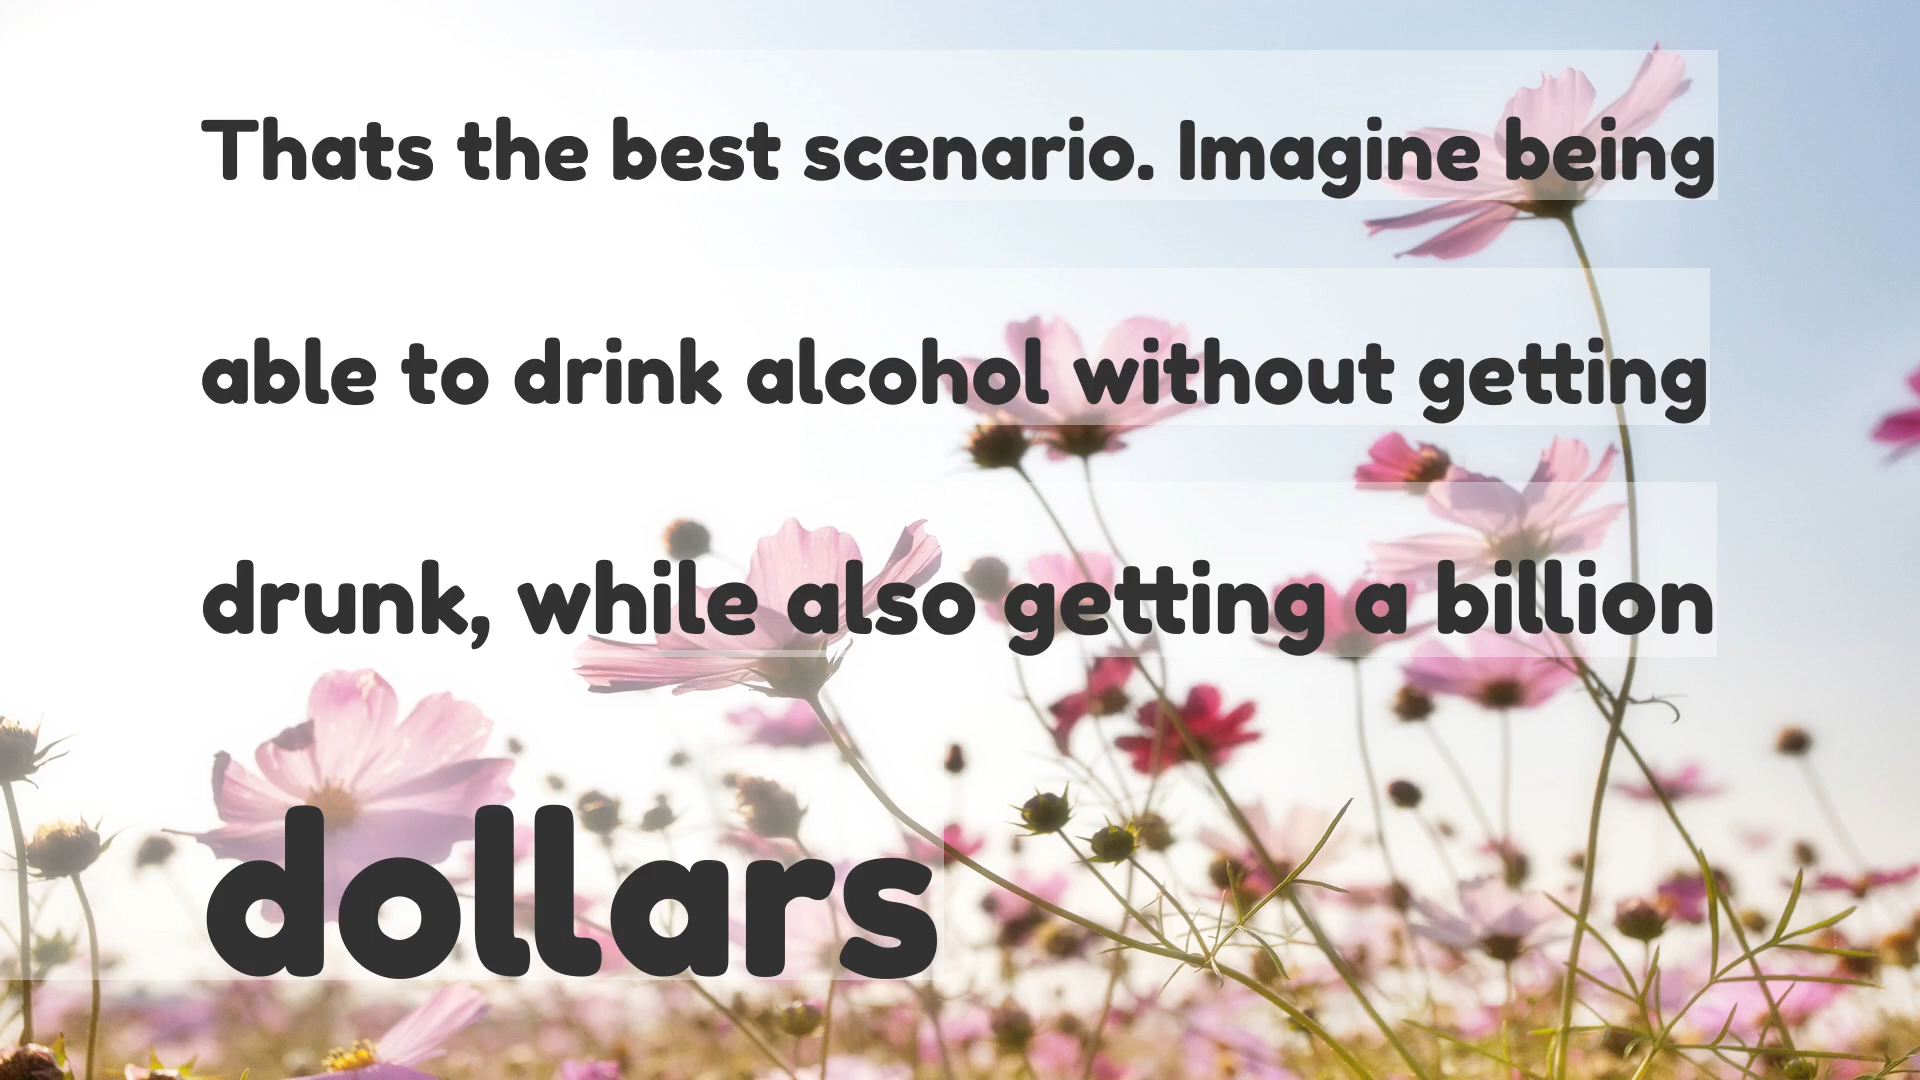 Thats the best scenario. Imagine being
able to drink alcohol without getting
drunk, while also getting a billion
dollars